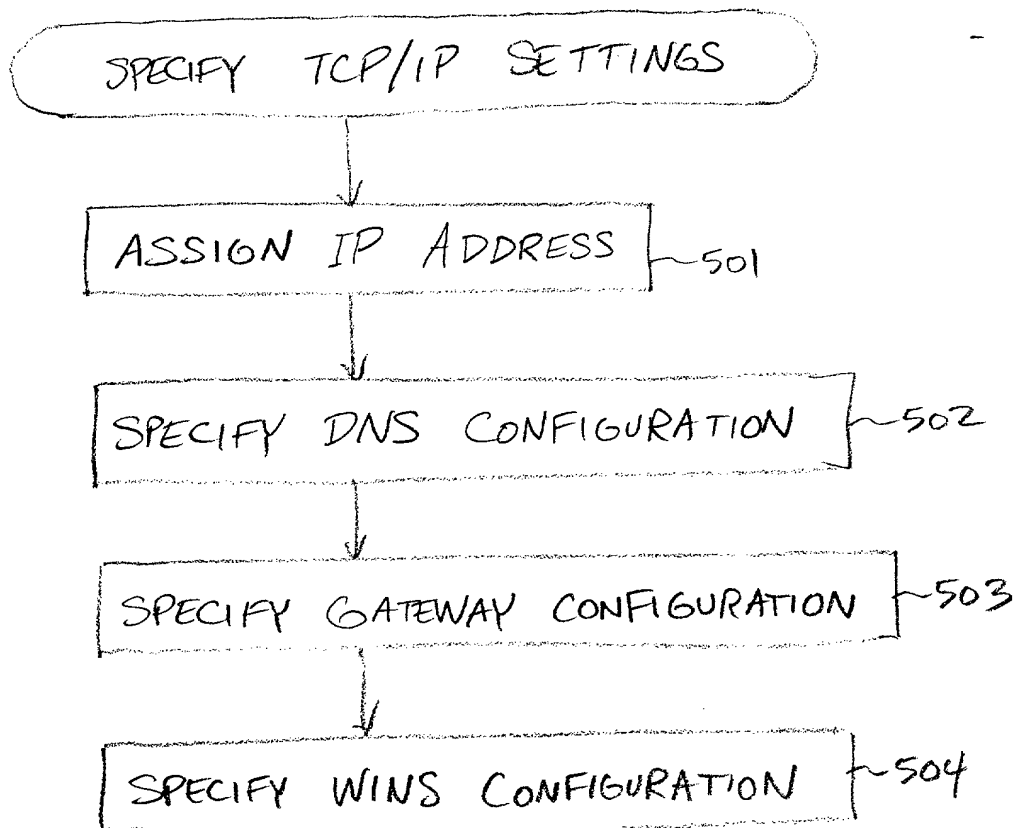 SPECIFY TCP/IP SETTINGS
ASSIGN IP ADDRESS
501
SPECIFY DNS CONFIGURATION
502
SPECIFY GATEWAY CONFIGURATION
503
SPECIFY WINS CONFIGURATION
504